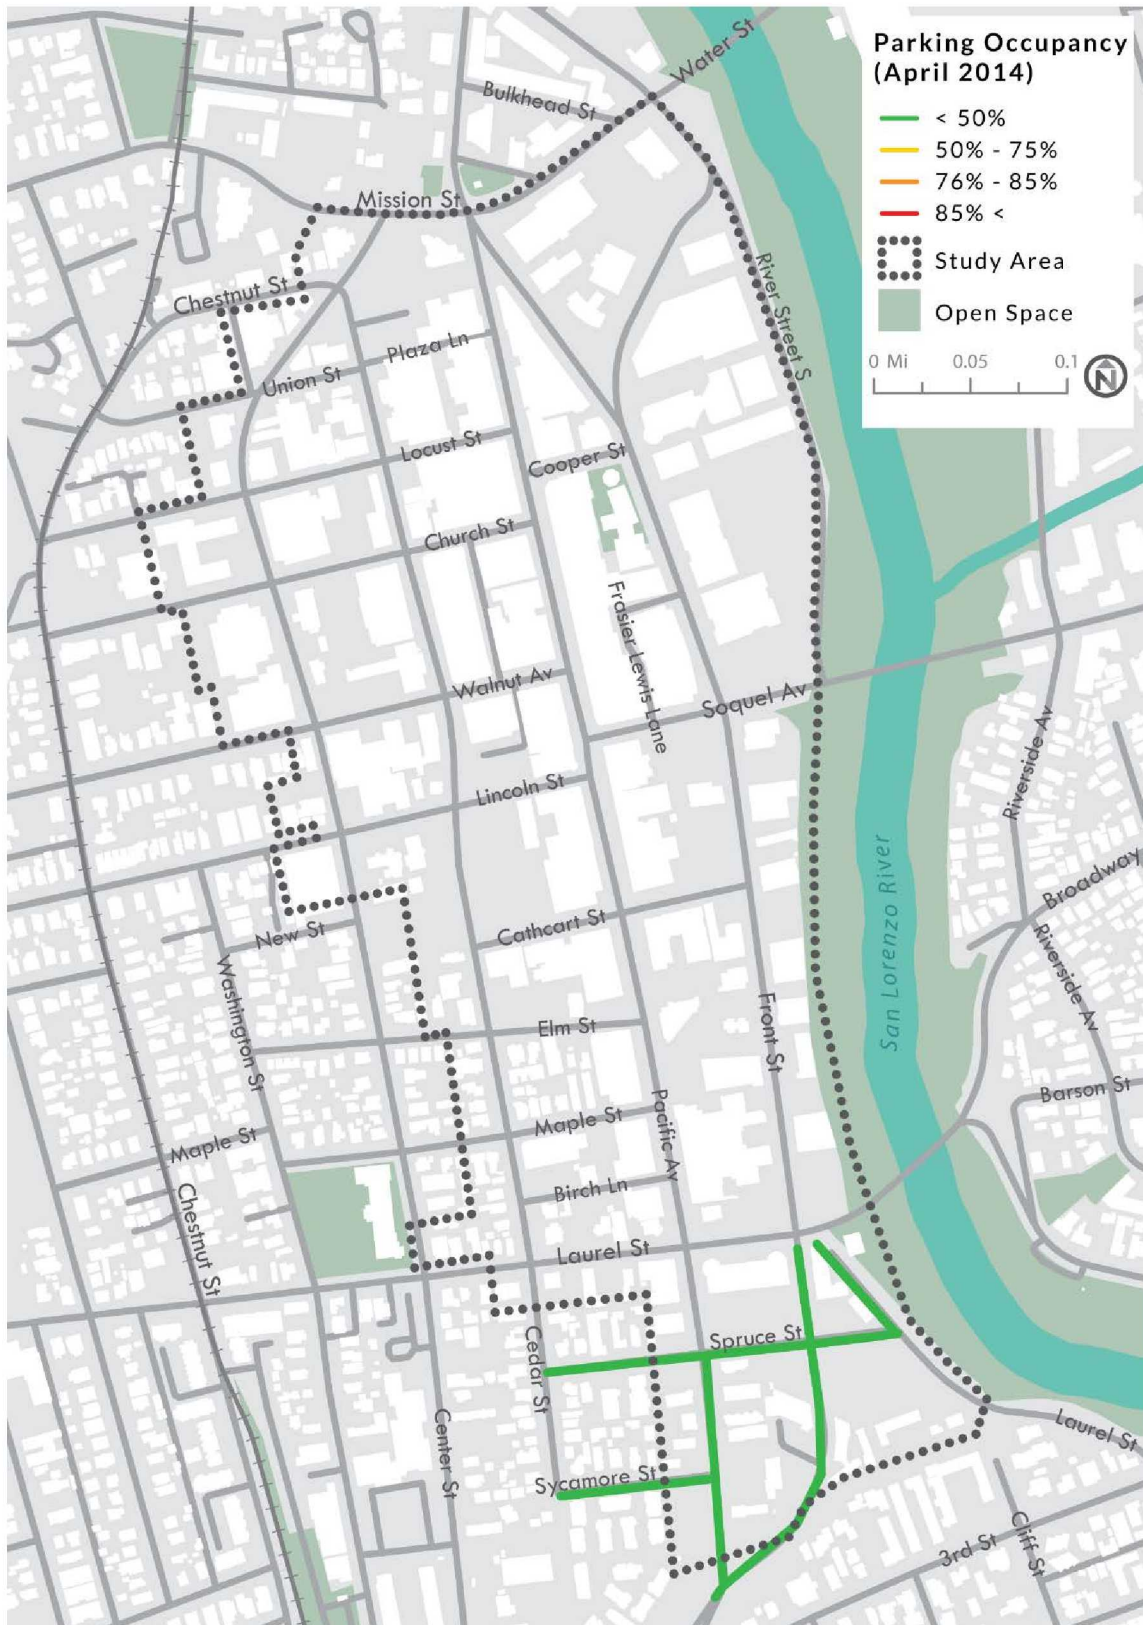 Parking Occupancy
(April 2014)
< 50%
50% - 75%
76% - 85%
85% <
Study Area
Open Space
0 Mi 0.05 0.1
N
Water St
Bulkhead St
Mission St
River Street S
Chestnut St
Plaza Ln
Union St
Locust St
Cooper St
Church St
Frasier Lewis Lane
Walnut Av
Soquel Av
Riverside Av
Lincoln St
San Lorenzo River
Broadway
Cathcart St
New St
Riverside Av
Washington St
Front St
Elm St
Barson St
Pacific Av
Maple St
Maple St
Birch Ln
Chestnut St
Laurel St
Spruce St
Cedar St
Laurel St
Center St
Sycamore St
Cliff St
3rd St